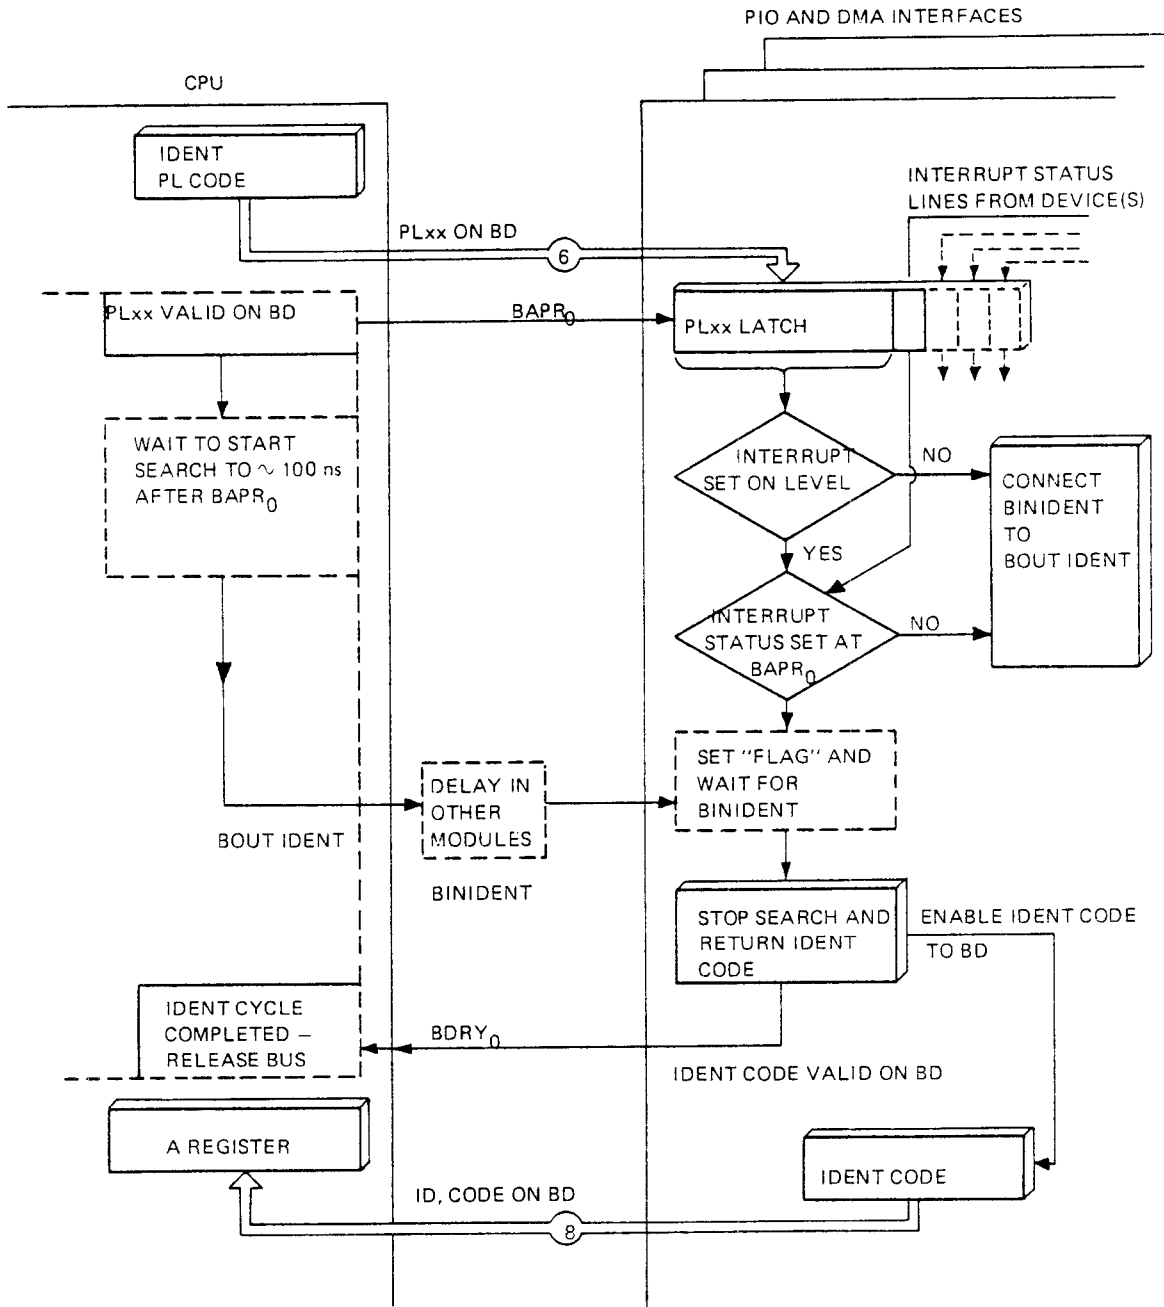 PIO AND DMA INTERFACES
CPU
IDENT
PL CODE
INTERRUPT STATUS
LINES FROM DEVICE(S)
PLxx ON BD
6
PLxx VALID ON BD
BAPR0
PLxx LATCH
WAIT TO START
SEARCH TO ~ 100 ns
AFTER BAPR0
INTERRUPT
SET ON LEVEL
NO
CONNECT
BINIDENT
TO
BOUT IDENT
YES
INTERRUPT
STATUS SET AT
BAPR0
NO
SET "FLAG" AND
WAIT FOR
BINIDENT
DELAY IN
OTHER
MODULES
BOUT IDENT
BINIDENT
STOP SEARCH AND
RETURN IDENT
CODE
ENABLE IDENT CODE
TO BD
IDENT CYCLE
COMPLETED –
RELEASE BUS
BDRY0
IDENT CODE VALID ON BD
A REGISTER
IDENT CODE
ID, CODE ON BD
8